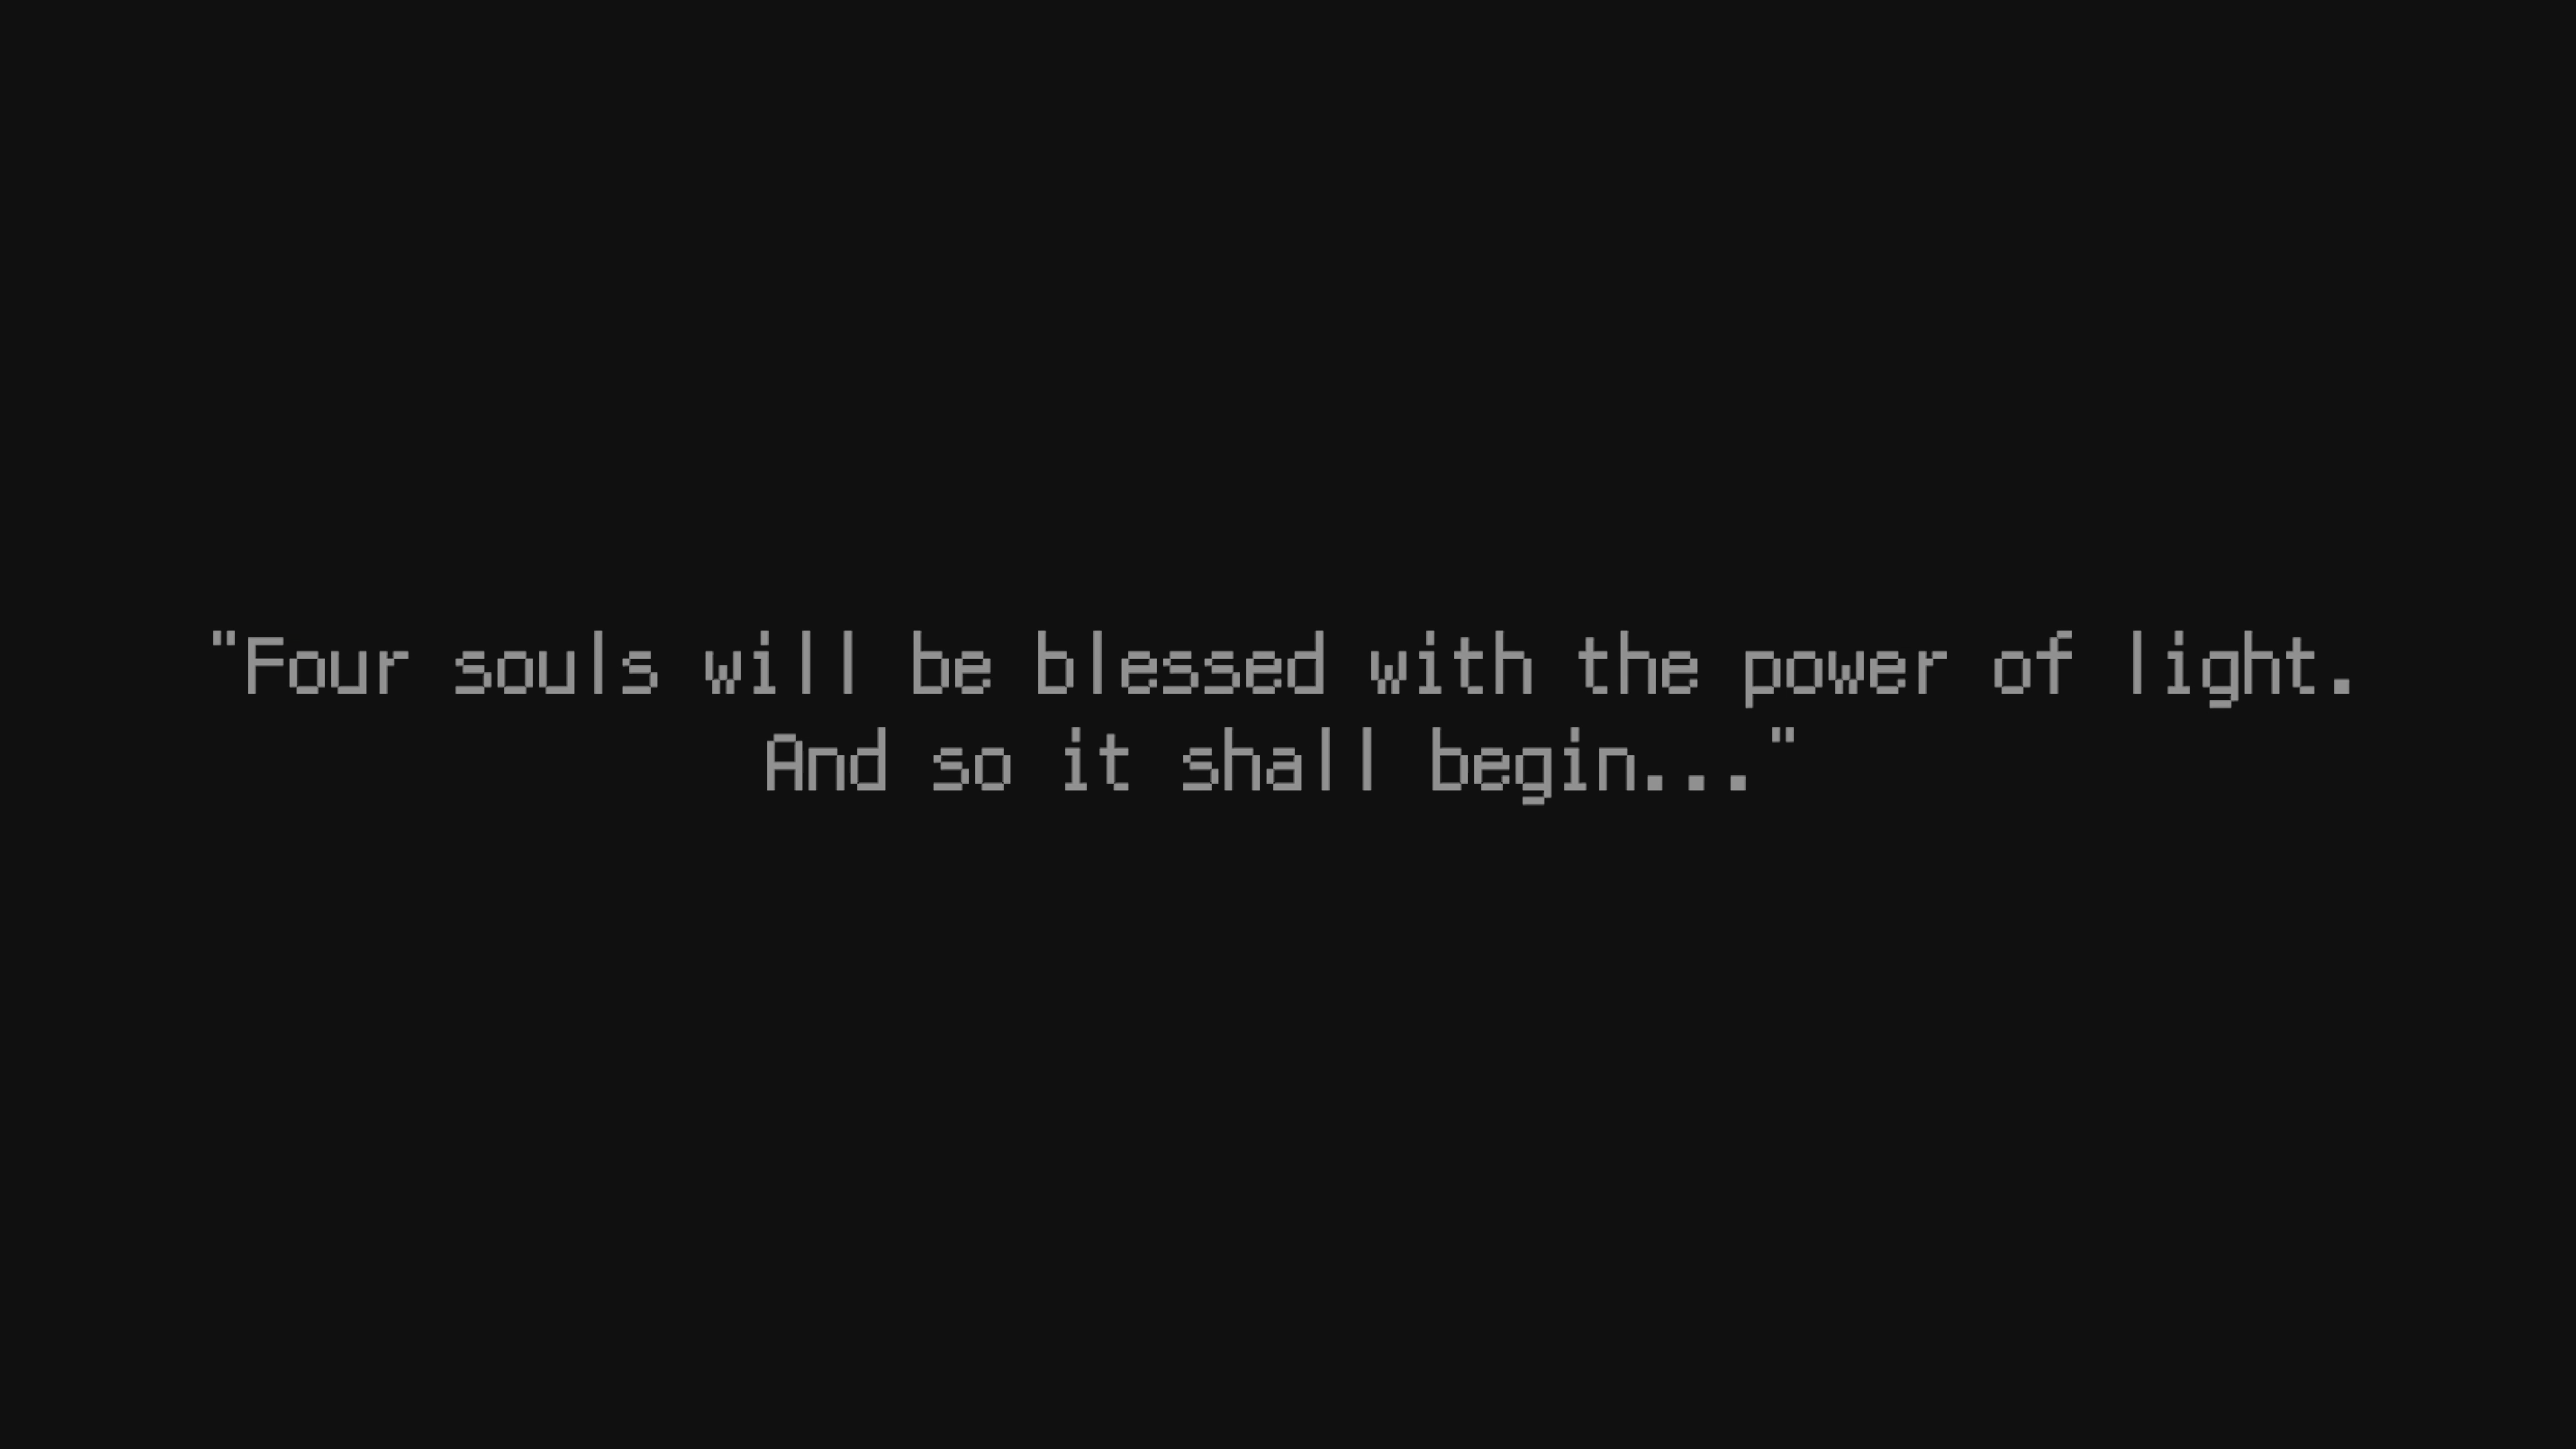 "Four souls will be blessed with the power of light.
And so it shall begin..."